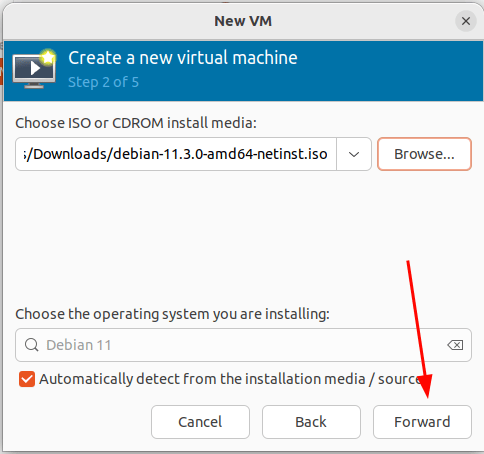 New VM
Create a new virtual machine
Step 2 of 5
Choose ISO or CDROM install media:
s/Downloads/debian-11.3.0-amd64-netinst.iso
Browse...
Choose the operating system you are installing:
Debian 11
Automatically detect from the installation media / source
Cancel
Back
Forward